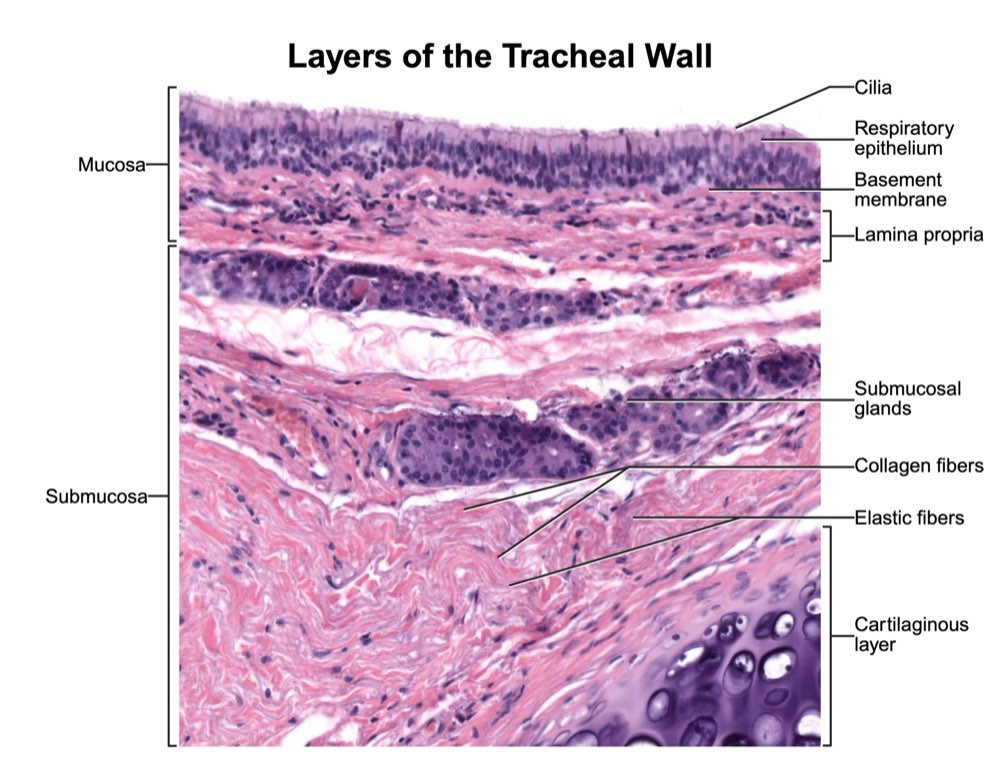 Layers of the Tracheal Wall
Cilia
Respiratory
epithelium
Mucosa
Basement
membrane
Lamina propria
Submucosal
glands
Collagen fibers
Submucosa
Elastic fibers
Cartilaginous
layer